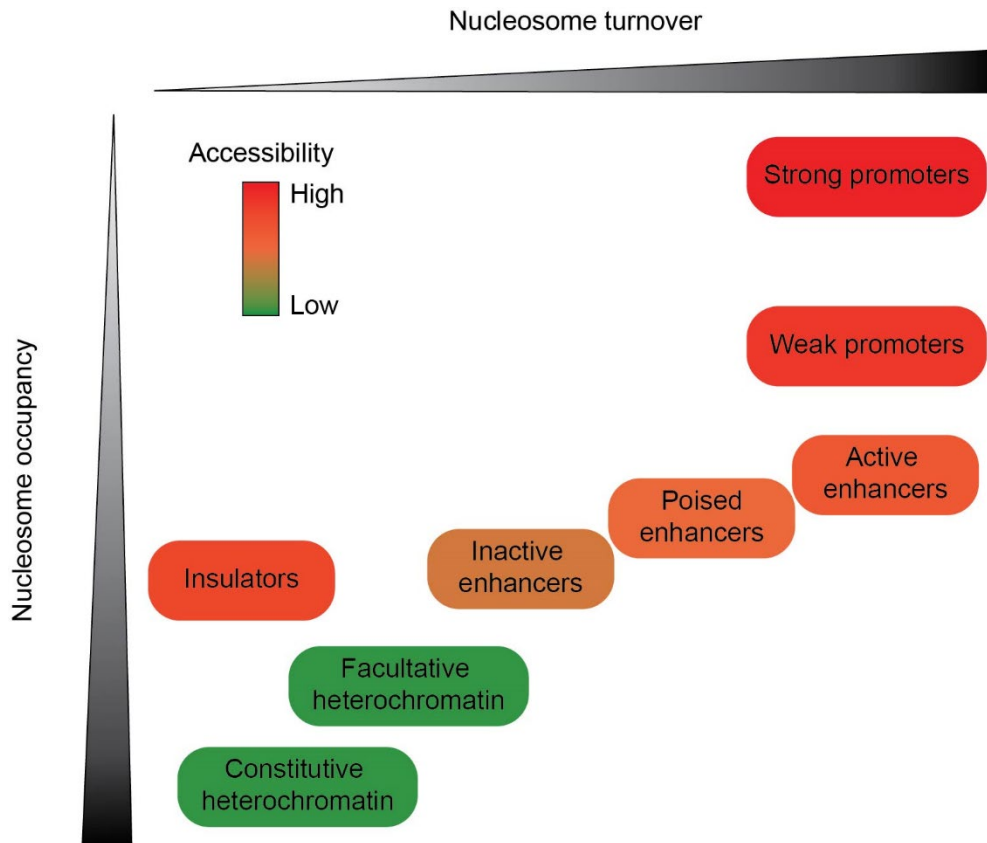 Nucleosome turnover
Accessibility
High
Low
Nucleosome occupancy
Strong promoters
Weak promoters
Active
enhancers
Poised
enhancers
Inactive
enhancers
Insulators
Facultative
heterochromatin
Constitutive
heterochromatin